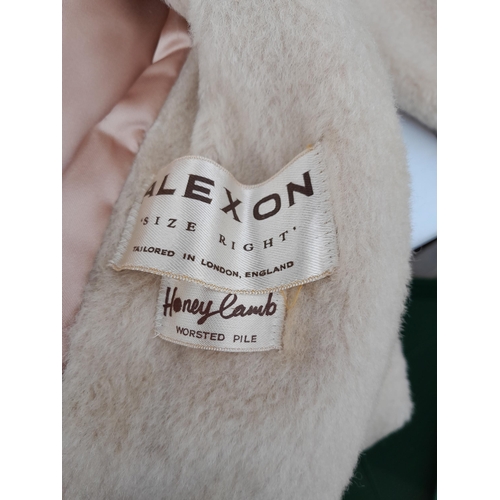 ALEXON
'SIZE RIGHT'
TAILORED IN LONDON, ENGLAND
Honey Lamb
WORSTED PILE